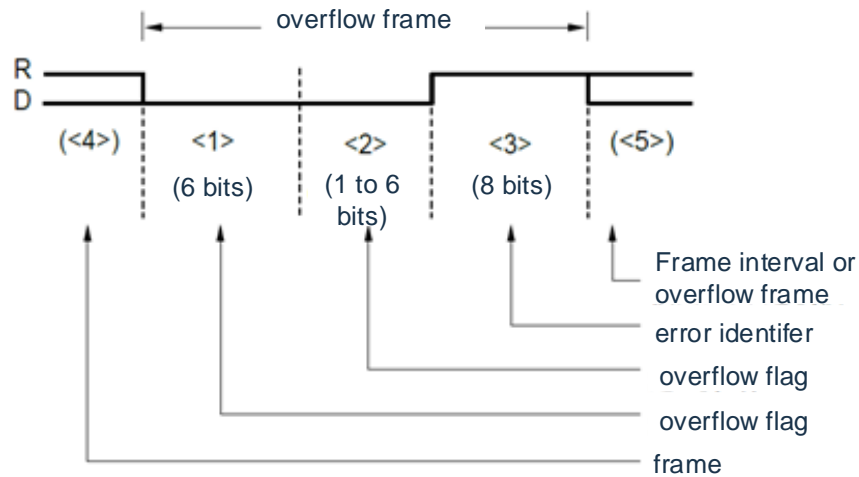 overflow frame
R
D
(<4>) <1> <2> <3> (<5>)
(6 bits) (1 to 6 (8 bits)
bits)
Frame interval or
overflow frame
error identifer
overflow flag
overflow flag
frame